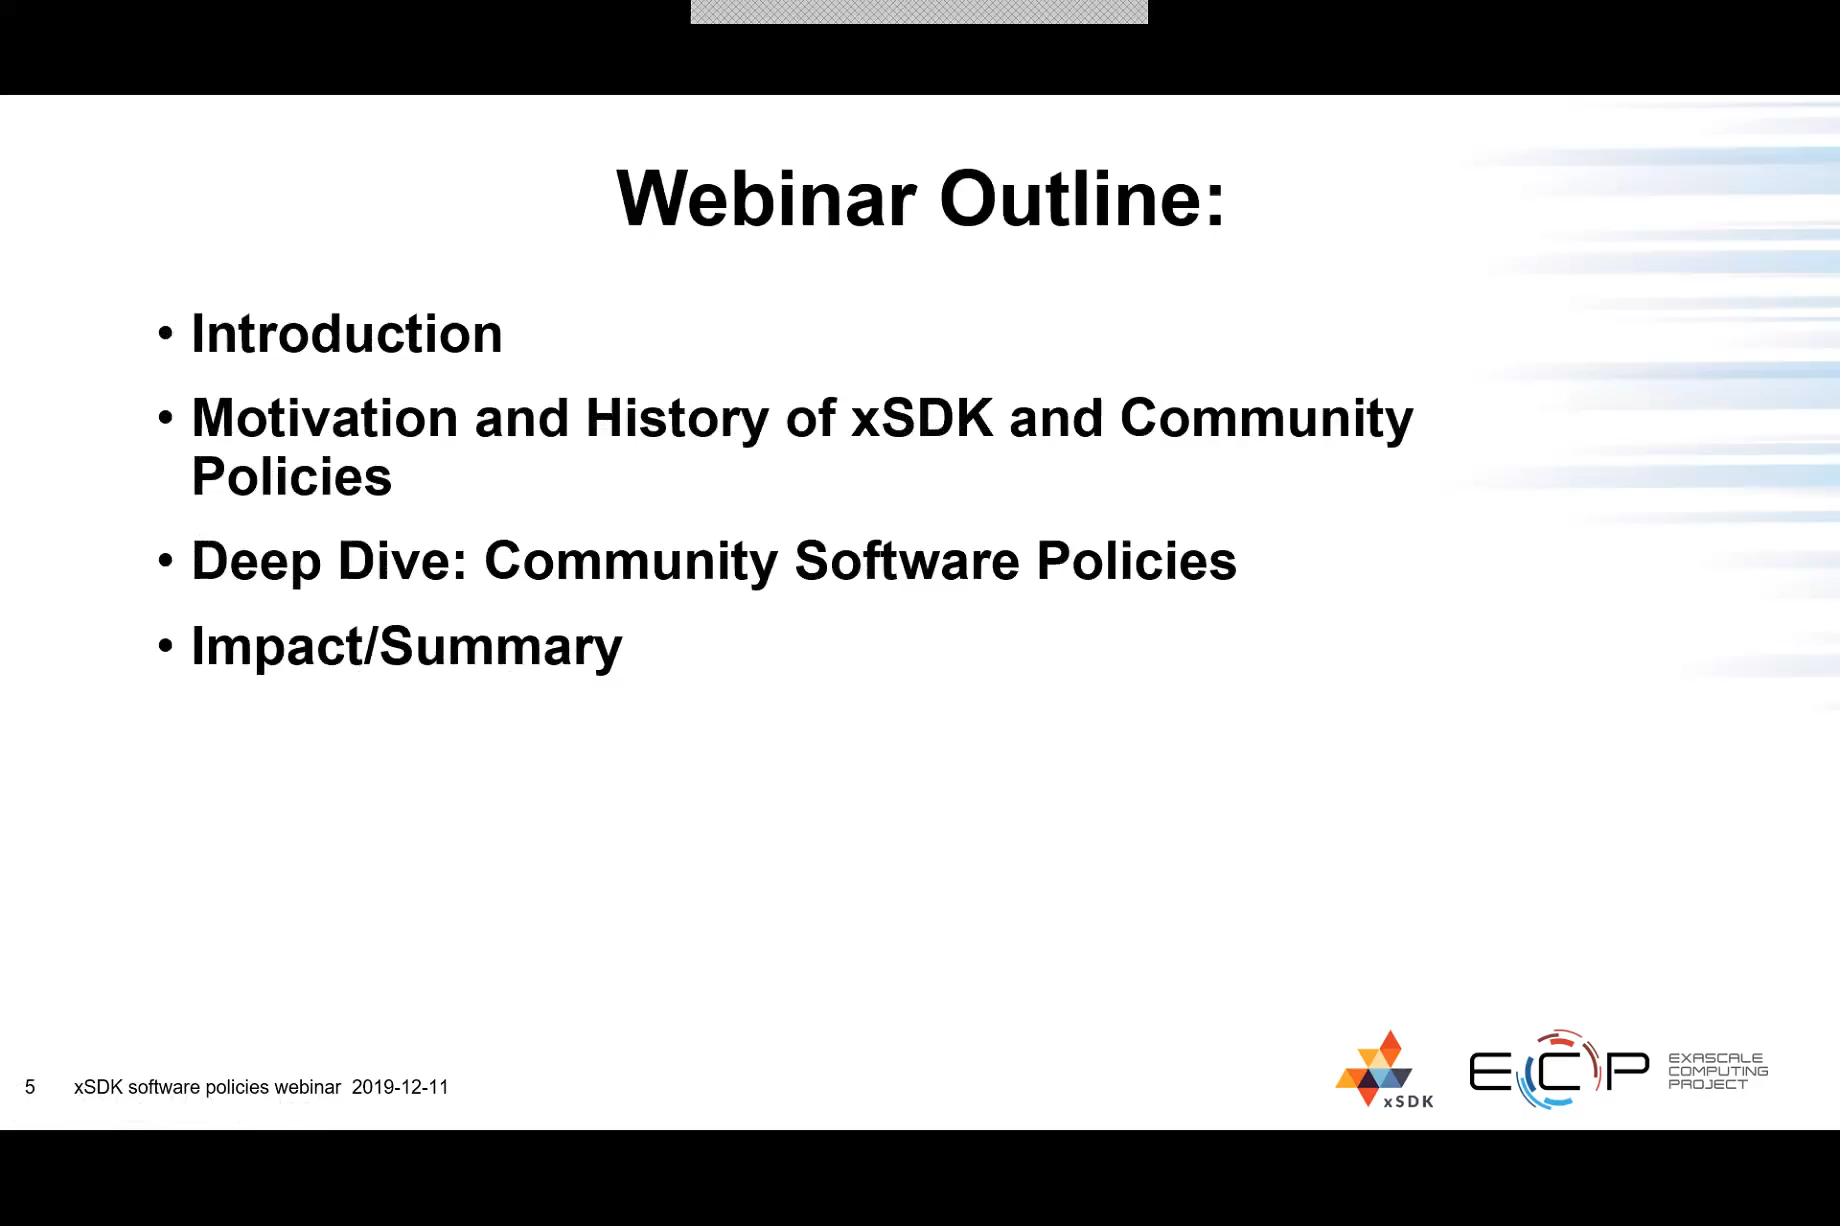 Webinar Outline:
• Introduction
• Motivation and History of xSDK and Community
Policies
• Deep Dive: Community Software Policies
• Impact/Summary
5 xSDK software policies webinar 2019-12-11
xSDK
ECP
EXASCALE
COMPUTING
PROJECT